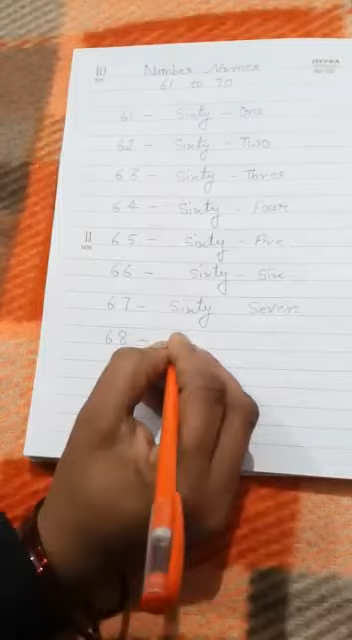 10
Number Names
61 to 70
61 - Sixty - One
62 - Sixty - Two
63 - Sixty - Three
64 - Sixty - Four
11
65 - Sixty - Five
66 - Sixty - Six
67 - Sixty Seven
68 -